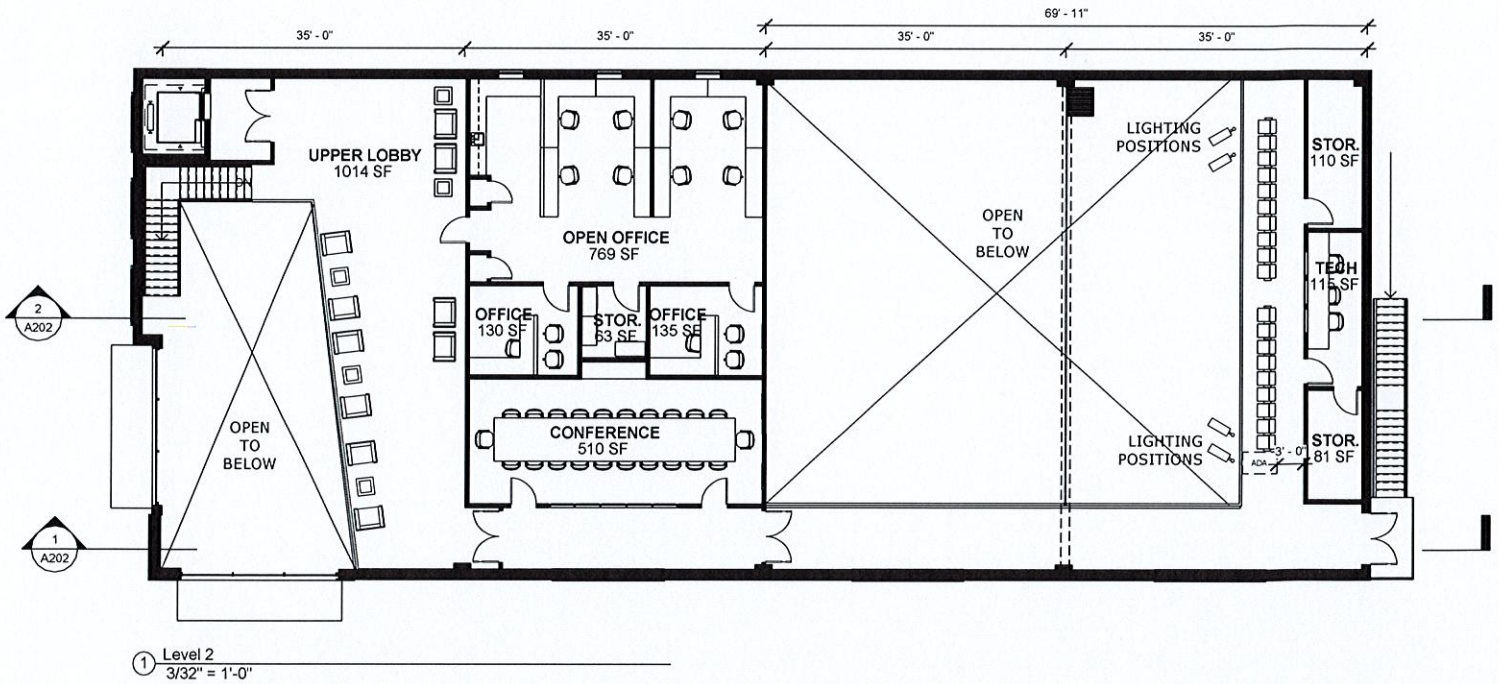 69' - 11"
35' - 0"
35' - 0"
35' - 0"
35' - 0"
UPPER LOBBY
1014 SF
OPEN OFFICE
769 SF
OPEN
TO
BELOW
LIGHTING
POSITIONS
STOR.
110 SF
TECH
115 SF
2
A202
OFFICE
130 SF
STOR.
63 SF
OFFICE
135 SF
OPEN
TO
BELOW
CONFERENCE
510 SF
LIGHTING
POSITIONS
ADA
3' - 0"
STOR.
81 SF
1
A202
1
Level 2
3/32" = 1'-0"